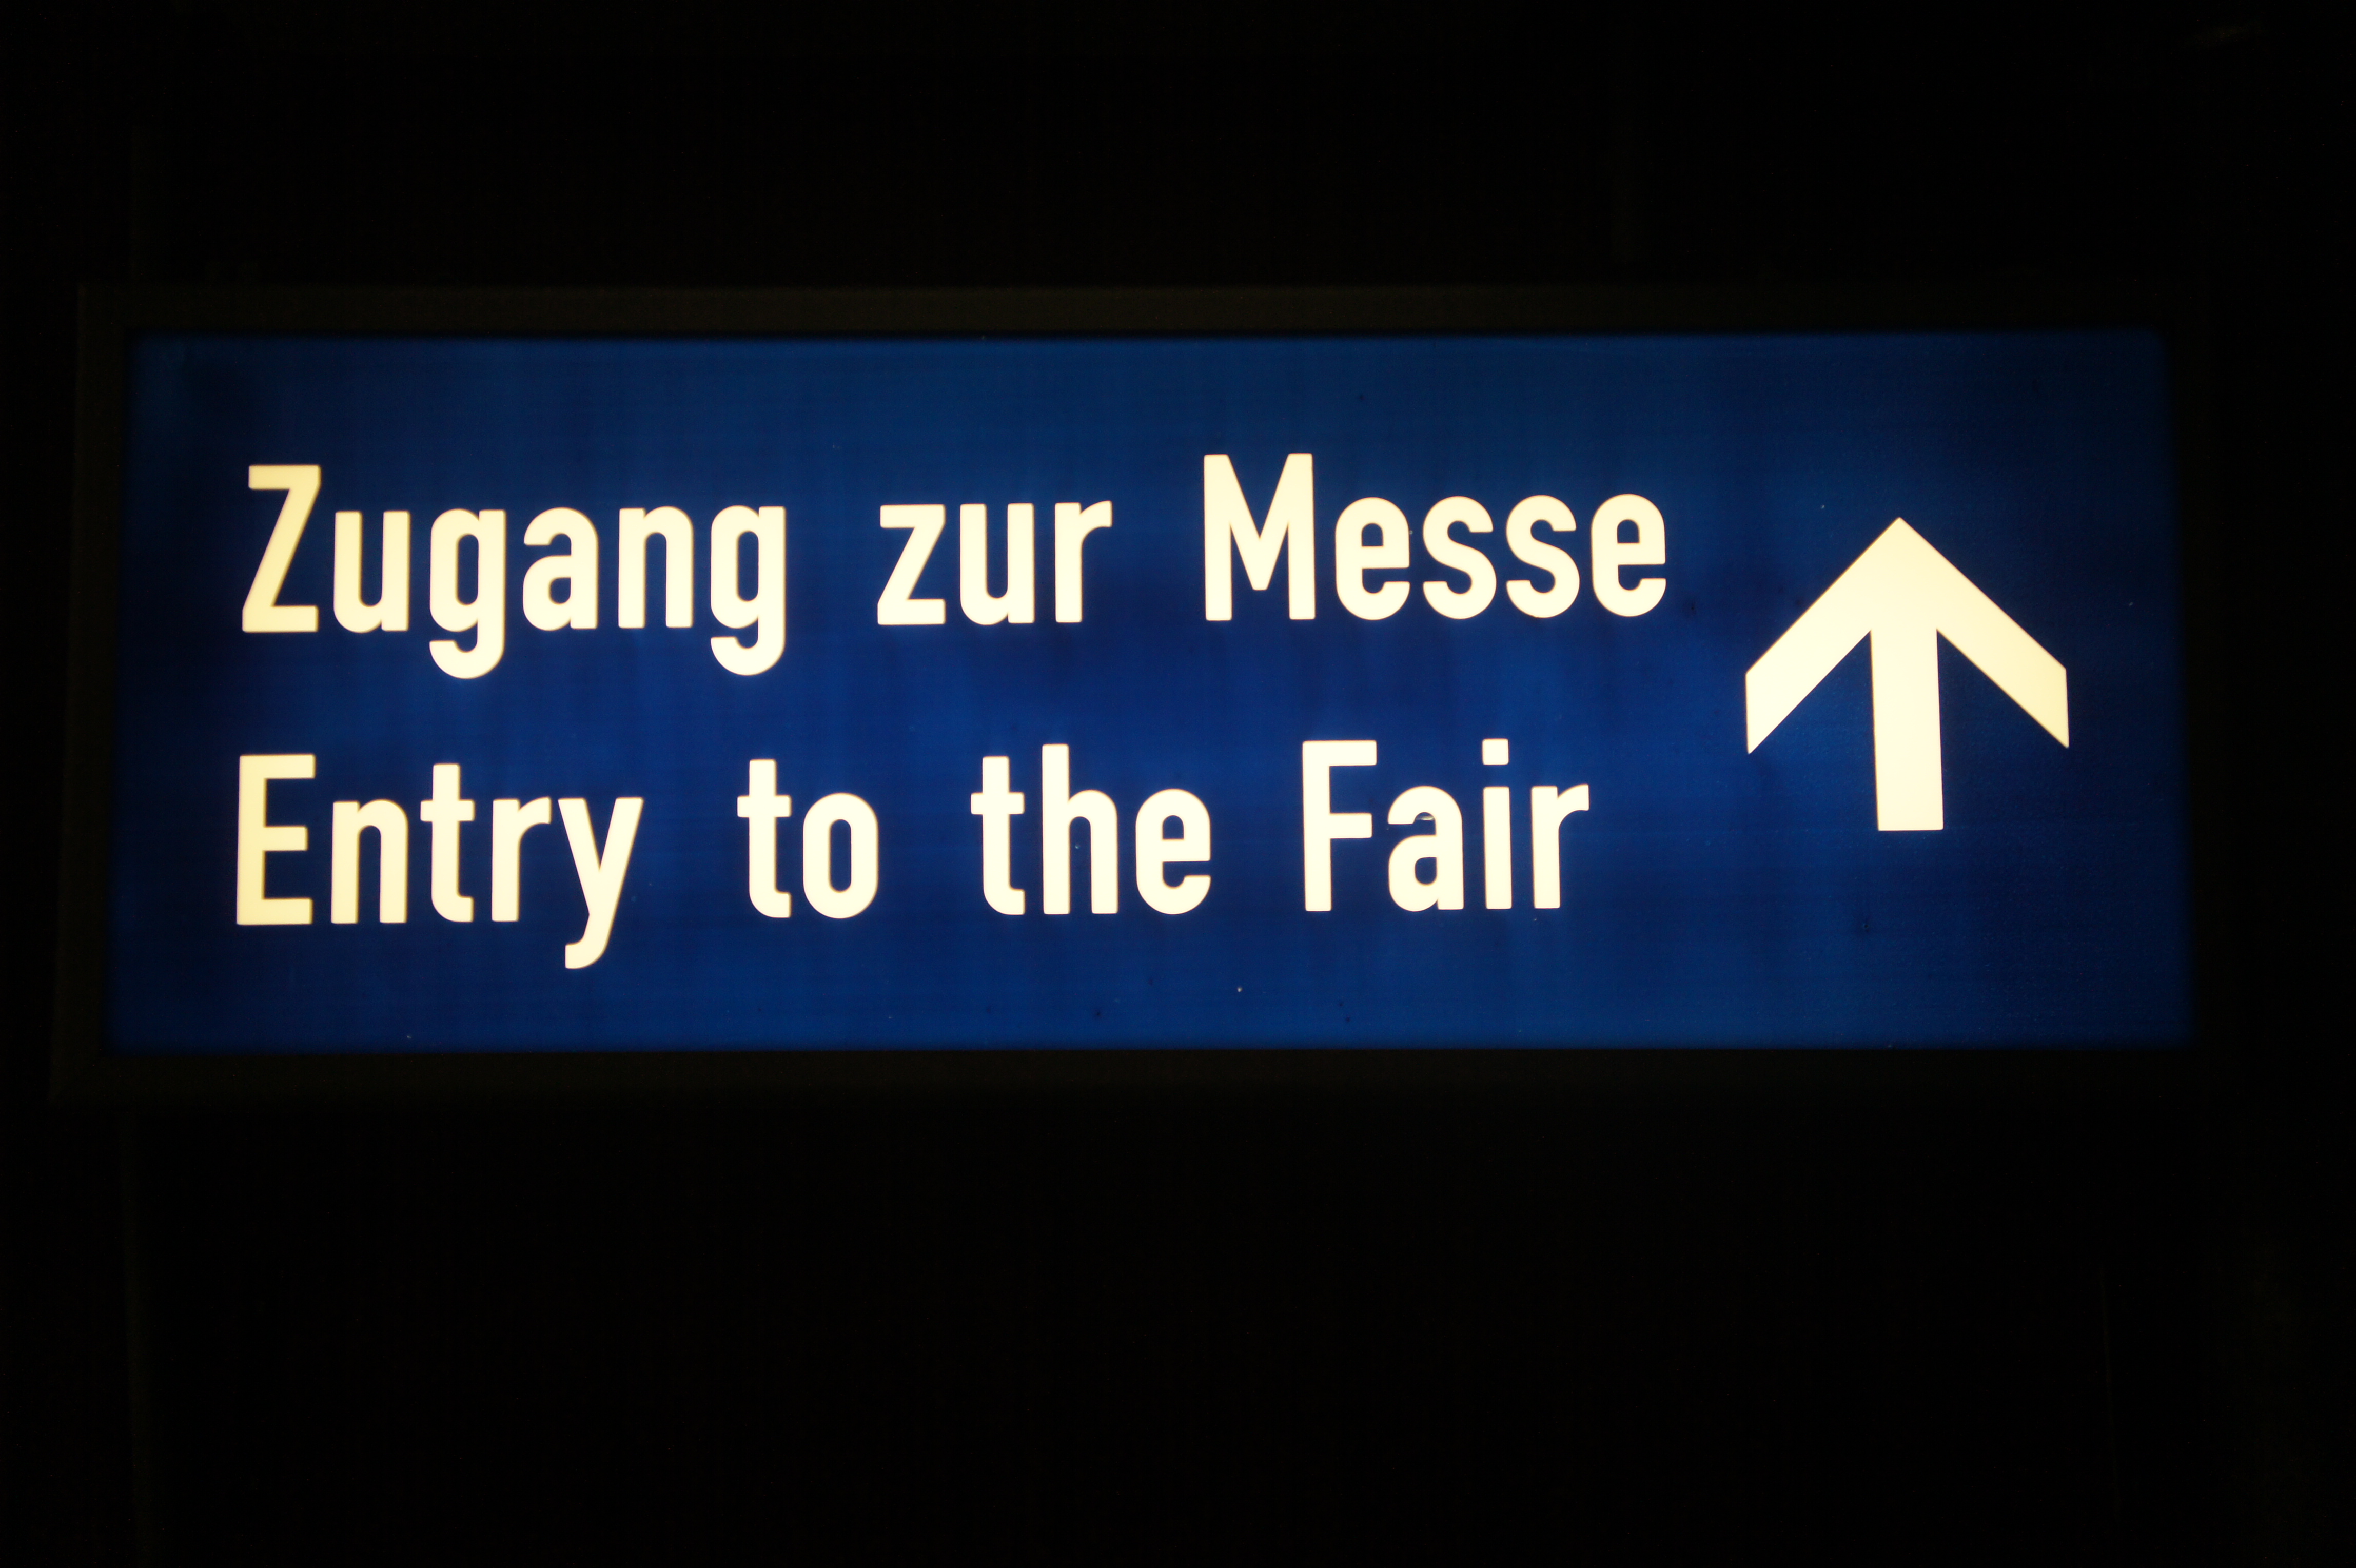 Zugang zur Messe
Entry to the Fair